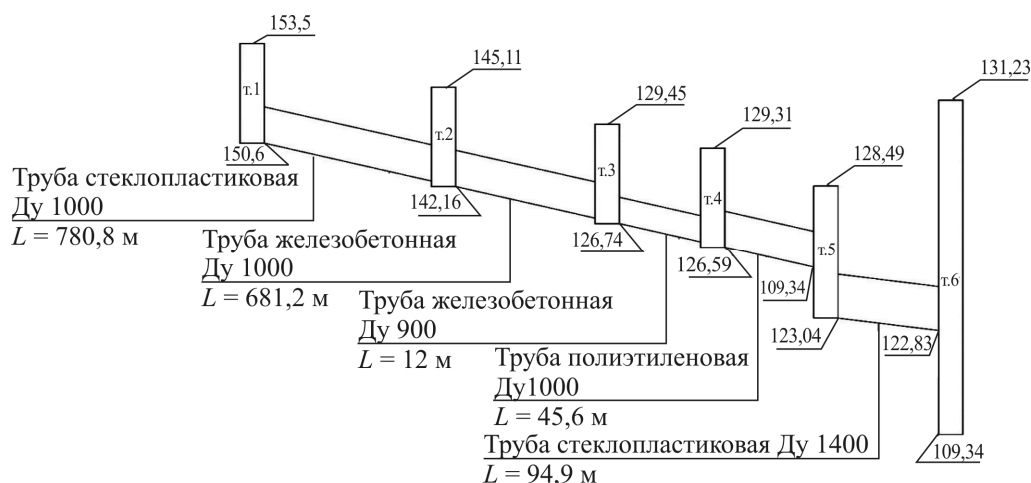 153,5
т.1
150,6
Труба стеклопластиковая
Ду 1000
L = 780,8 м
145,11
т.2
142,16
Труба железобетонная
Ду 1000
L = 681,2 м
129,45
т.3
126,74
Труба железобетонная
Ду 900
L = 12 м
129,31
т.4
126,59
Труба полиэтиленовая
Ду1000
L = 45,6 м
128,49
т.5
109,34
123,04
Труба стеклопластиковая Ду 1400
L = 94,9 м
131,23
т.6
122,83
109,34